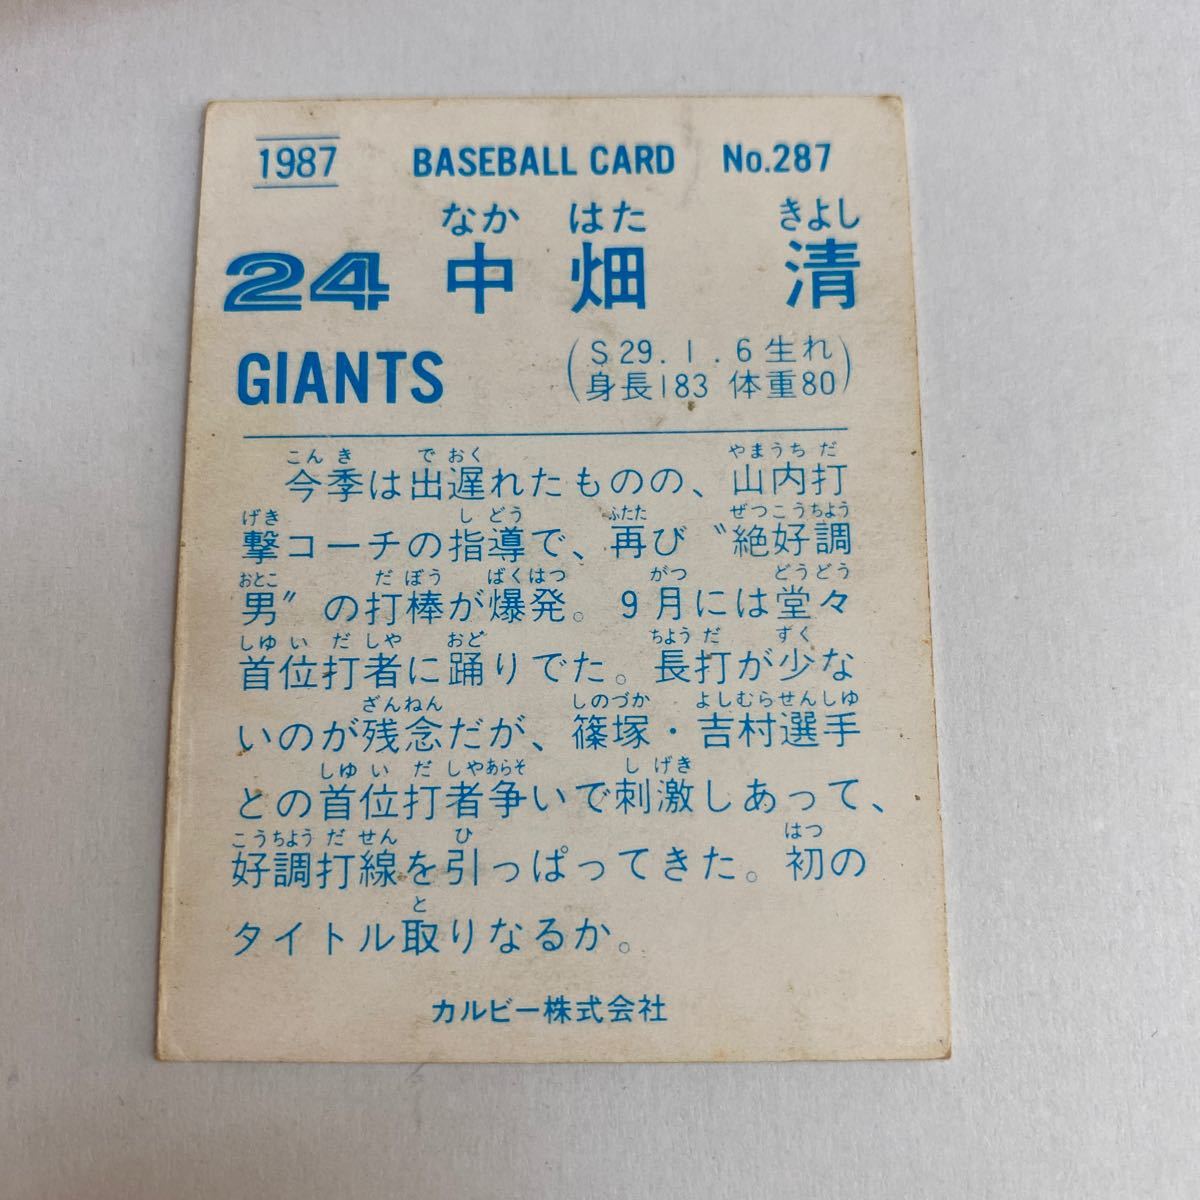 1987 BASEBALL CARD No.287
なか はた きよし
24 中畑 清
GIANTS
(S29.1.6生れ
身長183 体重80)
こんき でおく やまうちだ
今季は出遅れたものの、山内打
げき しどう ふたた ぜつこうちよう
撃コーチの指導で、再び〝絶好調
おとこ だぼう ばくはつ がつ どうどう
男〟の打棒が爆発。9月には堂々
しゆいだしや おど ちようだ すく
首位打者に踊りでた。長打が少な
ざんねん しのづか よしむらせんしゆ
いのが残念だが、篠塚・吉村選手
しゆいだしやあらそ しげき
との首位打者争いで刺激しあって、
こうちようだせん ひ はつ
好調打線を引っぱってきた。初の
と
タイトル取りなるか。
カルビー株式会社